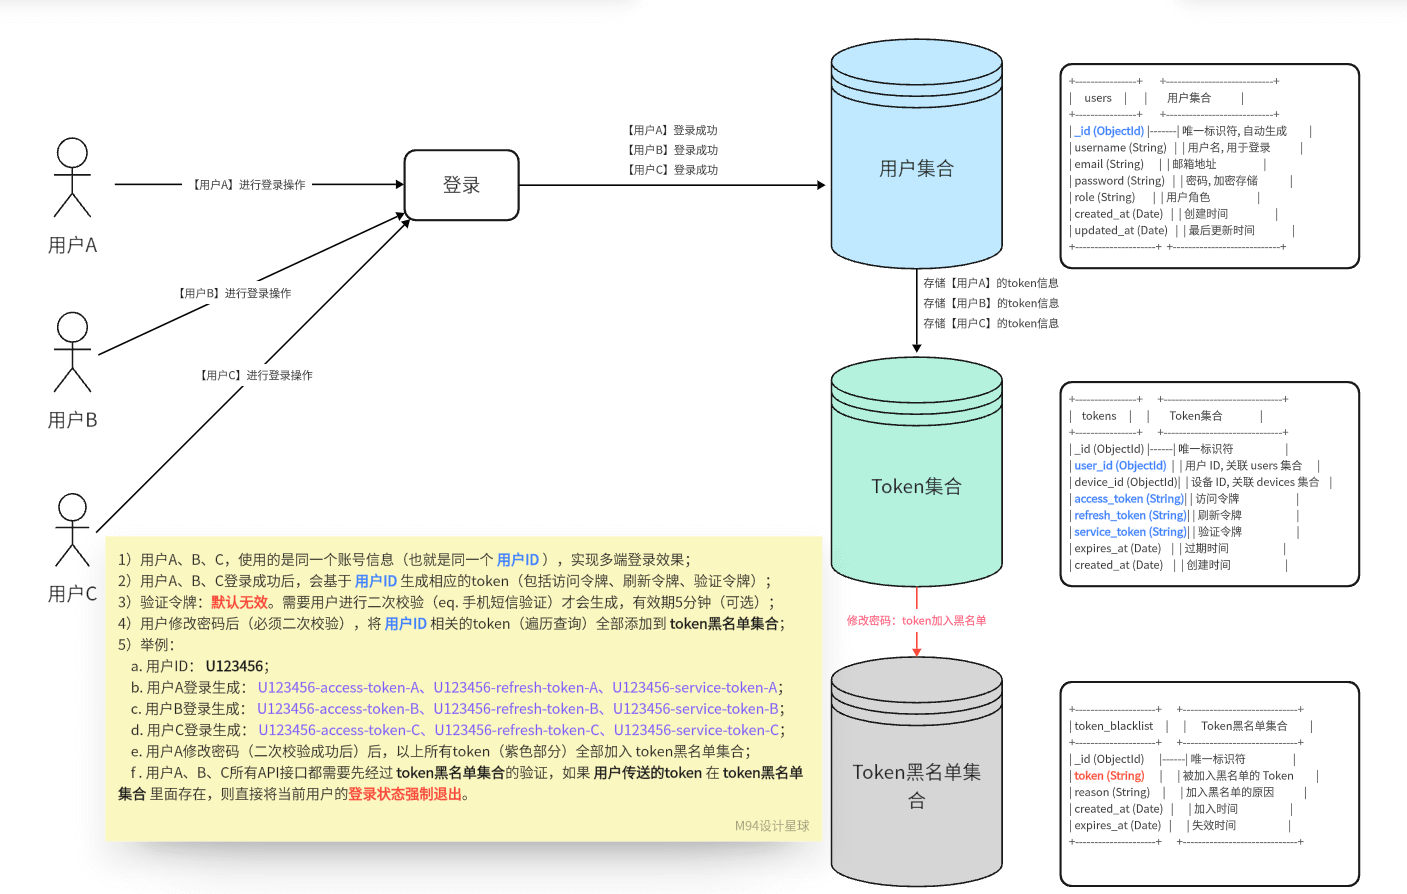 用户A
【用户A】进行登录操作
登录
【用户A】登录成功
【用户B】登录成功
【用户C】登录成功
用户集合
+----------------+ +----------------------------+
| users | | 用户集合 |
+----------------+ +----------------------------+
| _id (ObjectId) |-------| 唯一标识符, 自动生成 |
| username (String) | | 用户名, 用于登录 |
| email (String) | | 邮箱地址 |
| password (String) | | 密码, 加密存储 |
| role (String) | | 用户角色 |
| created_at (Date) | | 创建时间 |
| updated_at (Date) | | 最后更新时间 |
+---------------------+ +----------------------------+
【用户B】进行登录操作
用户B
【用户C】进行登录操作
用户C
存储【用户A】的token信息
存储【用户B】的token信息
存储【用户C】的token信息
Token集合
+----------------+ +-------------------------------+
| tokens | | Token集合 |
+----------------+ +-------------------------------+
| _id (ObjectId) |------| 唯一标识符 |
| user_id (ObjectId) | | 用户 ID, 关联 users 集合 |
| device_id (ObjectId)| | 设备 ID, 关联 devices 集合 |
| access_token (String)| | 访问令牌 |
| refresh_token (String)| | 刷新令牌 |
| service_token (String)| | 验证令牌 |
| expires_at (Date) | | 过期时间 |
| created_at (Date) | | 创建时间 |
+---------------------+ +-------------------------------+
1）用户A、B、C，使用的是同一个账号信息（也就是同一个 用户ID ），实现多端登录效果；
2）用户A、B、C登录成功后，会基于 用户ID 生成相应的token（包括访问令牌、刷新令牌、验证令牌）；
3）验证令牌：默认无效。需要用户进行二次校验（eq. 手机短信验证）才会生成，有效期5分钟（可选）；
4）用户修改密码后（必须二次校验），将 用户ID 相关的token（遍历查询）全部添加到 token黑名单集合；
5）举例：
a. 用户ID： U123456；
b. 用户A登录生成： U123456-access-token-A、U123456-refresh-token-A、U123456-service-token-A；
c. 用户B登录生成： U123456-access-token-B、U123456-refresh-token-B、U123456-service-token-B；
d. 用户C登录生成： U123456-access-token-C、U123456-refresh-token-C、U123456-service-token-C；
e. 用户A修改密码（二次校验成功后）后，以上所有token（紫色部分）全部加入 token黑名单集合；
f . 用户A、B、C所有API接口都需要先经过 token黑名单集合的验证，如果 用户传送的token 在 token黑名单
集合 里面存在，则直接将当前用户的登录状态强制退出。
M94设计星球
修改密码：token加入黑名单
Token黑名单集
合
+---------------------+ +------------------------------+
| token_blacklist | | Token黑名单集合 |
+---------------------+ +------------------------------+
| _id (ObjectId) |------| 唯一标识符 |
| token (String) | | 被加入黑名单的 Token |
| reason (String) | | 加入黑名单的原因 |
| created_at (Date) | | 加入时间 |
| expires_at (Date) | | 失效时间 |
+---------------------+ +------------------------------+